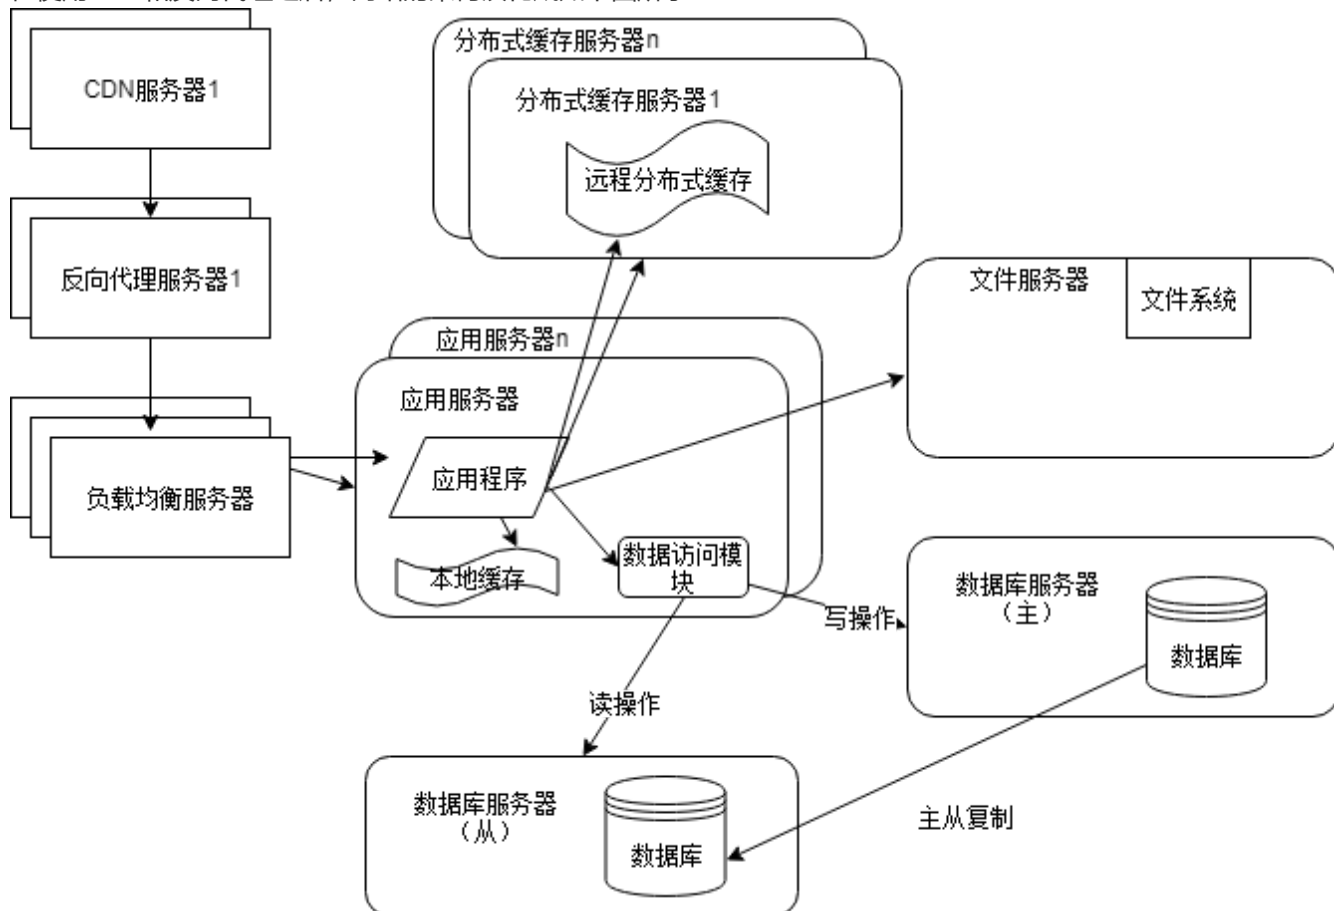 分布式缓存服务器n
CDN服务器1
分布式缓存服务器1
远程分布式缓存
反向代理服务器1
文件服务器
文件系统
应用服务器n
应用服务器
应用程序
负载均衡服务器
本地缓存
数据访问模
块
写操作
数据库服务器
（主）
数据库
读操作
数据库服务器
（从）
数据库
主从复制